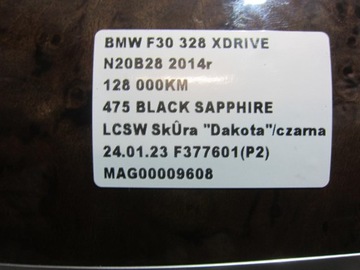 BMW F30 328 XDRIVE
N20B28 2014r
128 000KM
475 BLACK SAPPHIRE
LCSW SkÛra "Dakota"/czarna
24.01.23 F377601(P2)
MAG00009608